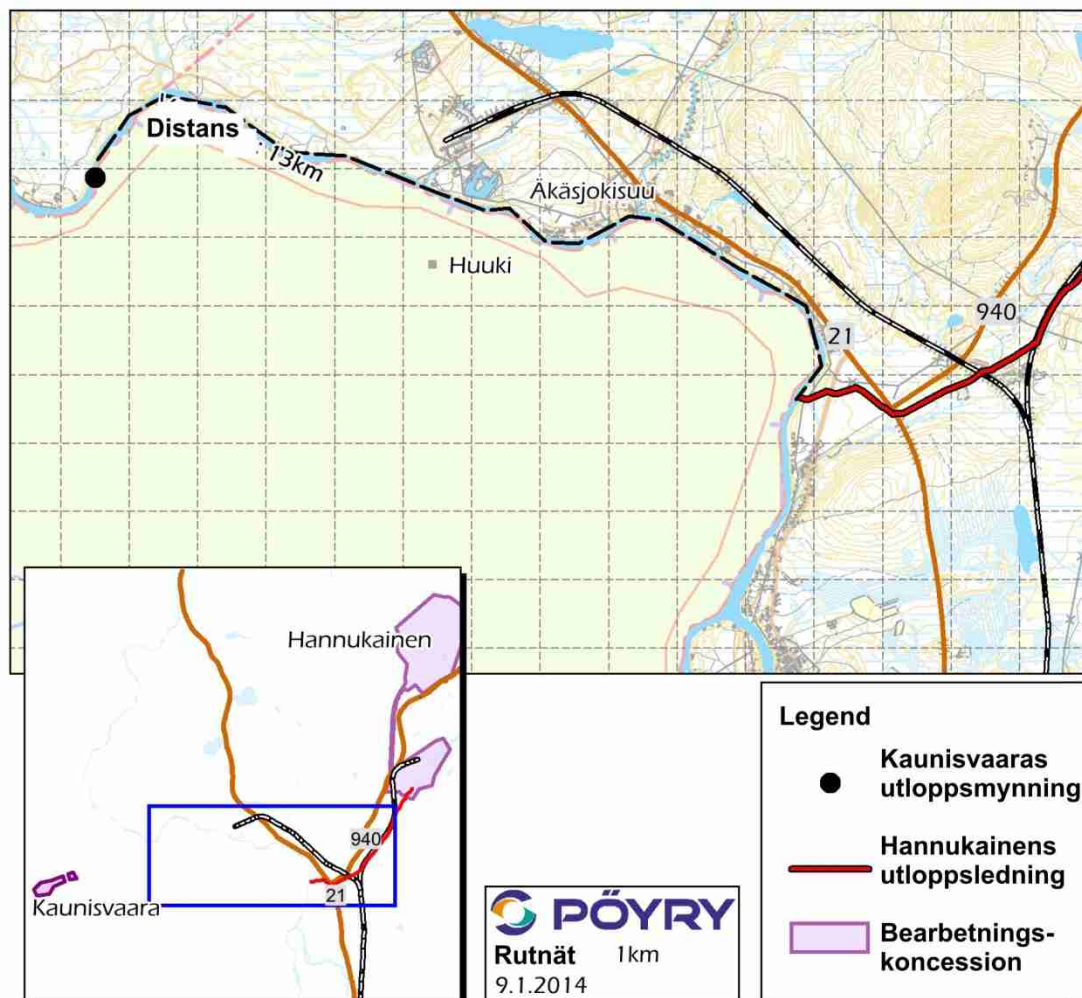 Distans
: 13km
Äkäsjokisuu
Huuki
940
21
Hannukainen
940
21
Kaunisvaara
PÖYRY
Rutnät 1km
9.1.2014
Legend
Kaunisvaaras
utloppsmynning
Hannukainens
utloppsledning
Bearbetnings-
koncession